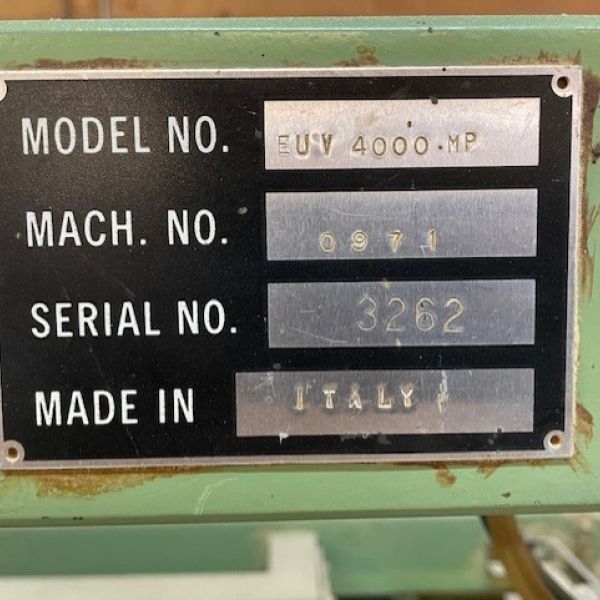 MODEL NO. EUV 4000.MP
MACH. NO. 0971
SERIAL NO. 3262
MADE IN ITALY